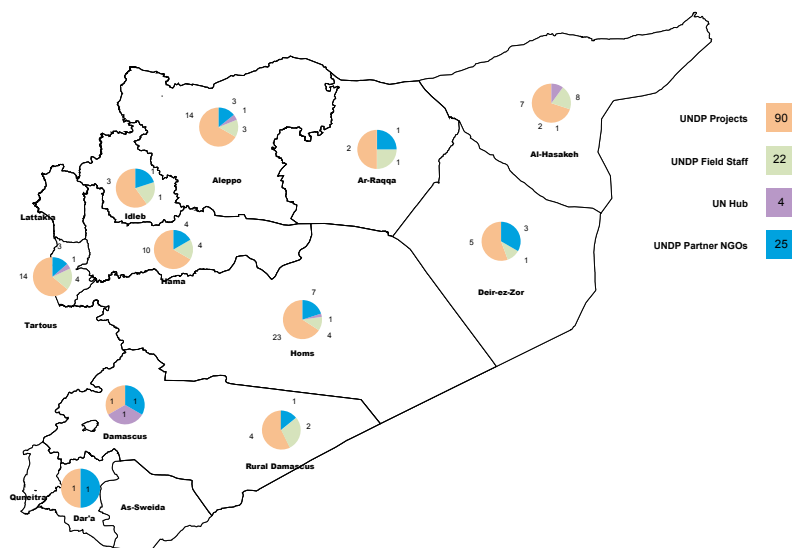 3
14
1
3
Aleppo
1
2
1
Ar-Raqqa
8
7
2
1
Al-Hasakeh
UNDP Projects 90
UNDP Field Staff 22
UN Hub 4
UNDP Partner NGOs 25
1
3
1
Idleb
Lattakia
4
10
4
Hama
3
5
1
Deir-ez-Zor
3
1
14
4
Tartous
7
1
23
4
Homs
1
1
1
Damascus
1
2
4
Rural Damascus
Quneitra
1
1
Dar'a
As-Sweida